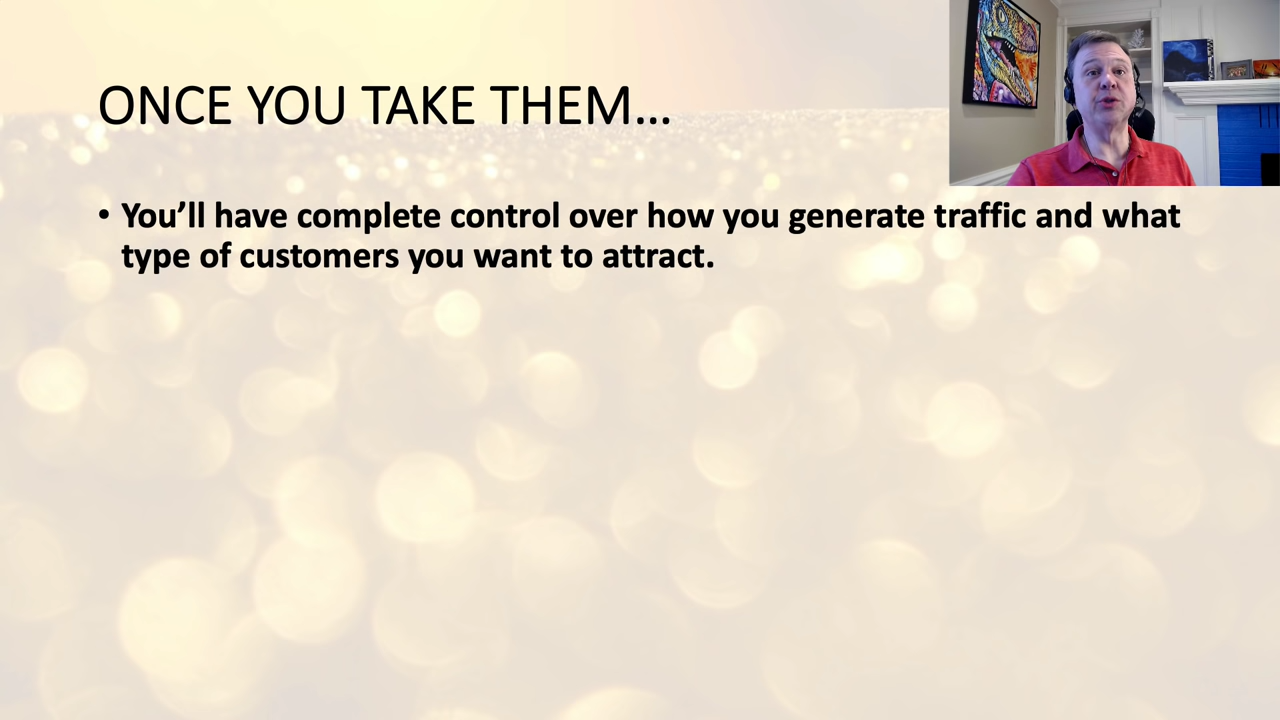 ONCE YOU TAKE THEM…
• You’ll have complete control over how you generate traffic and what
type of customers you want to attract.